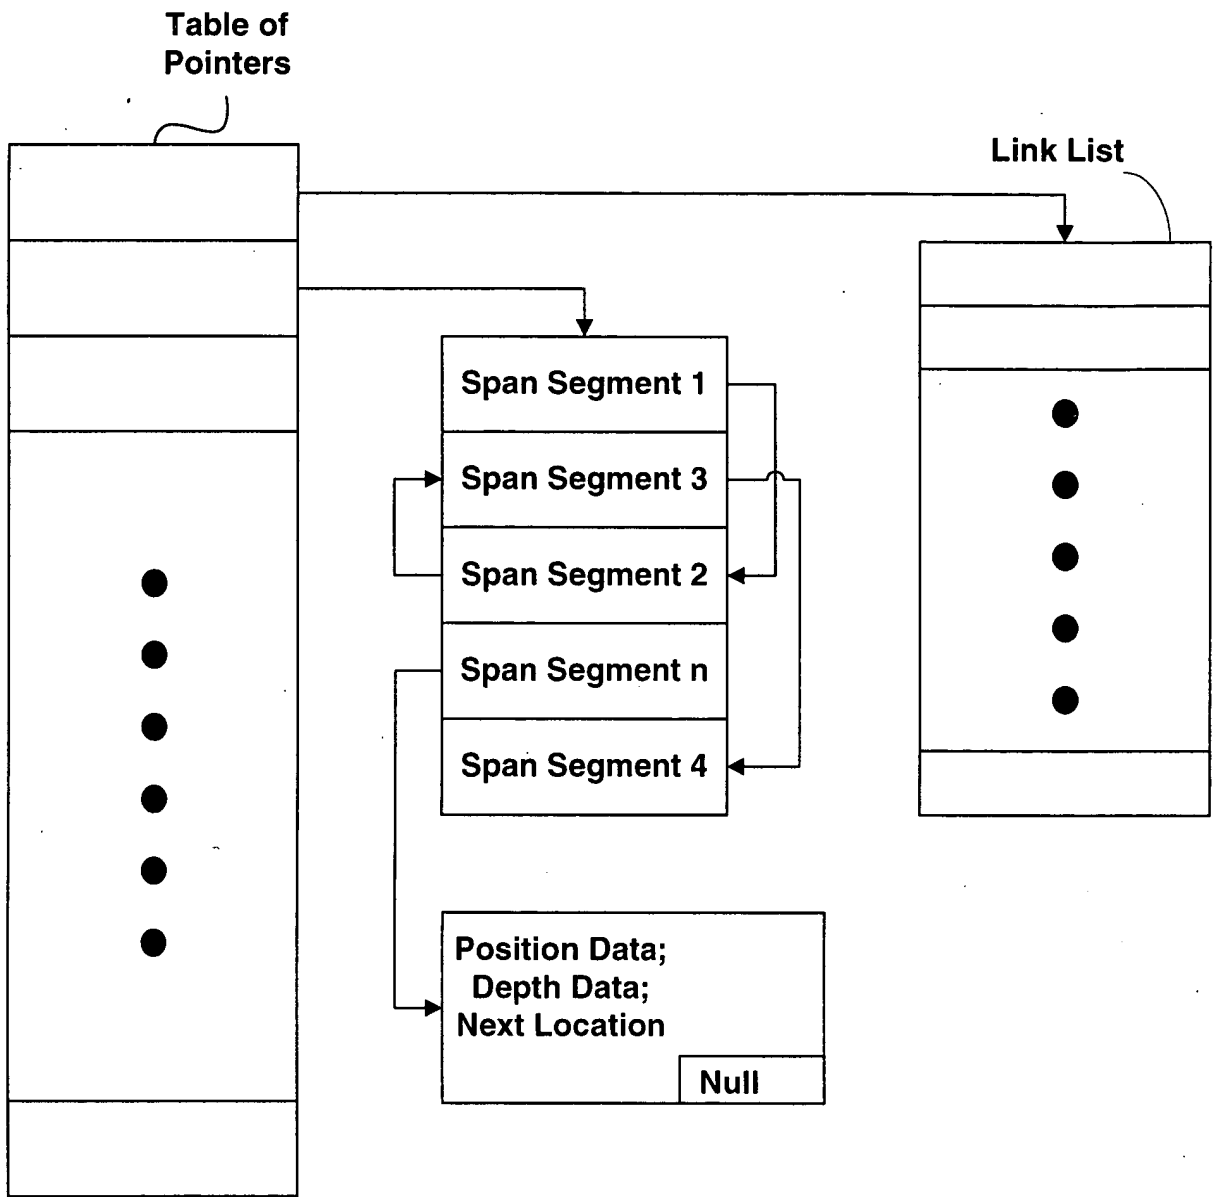 Table of
Pointers
Link List
Span Segment 1
Span Segment 3
Span Segment 2
Span Segment n
Span Segment 4
Position Data;
Depth Data;
Next Location
Null